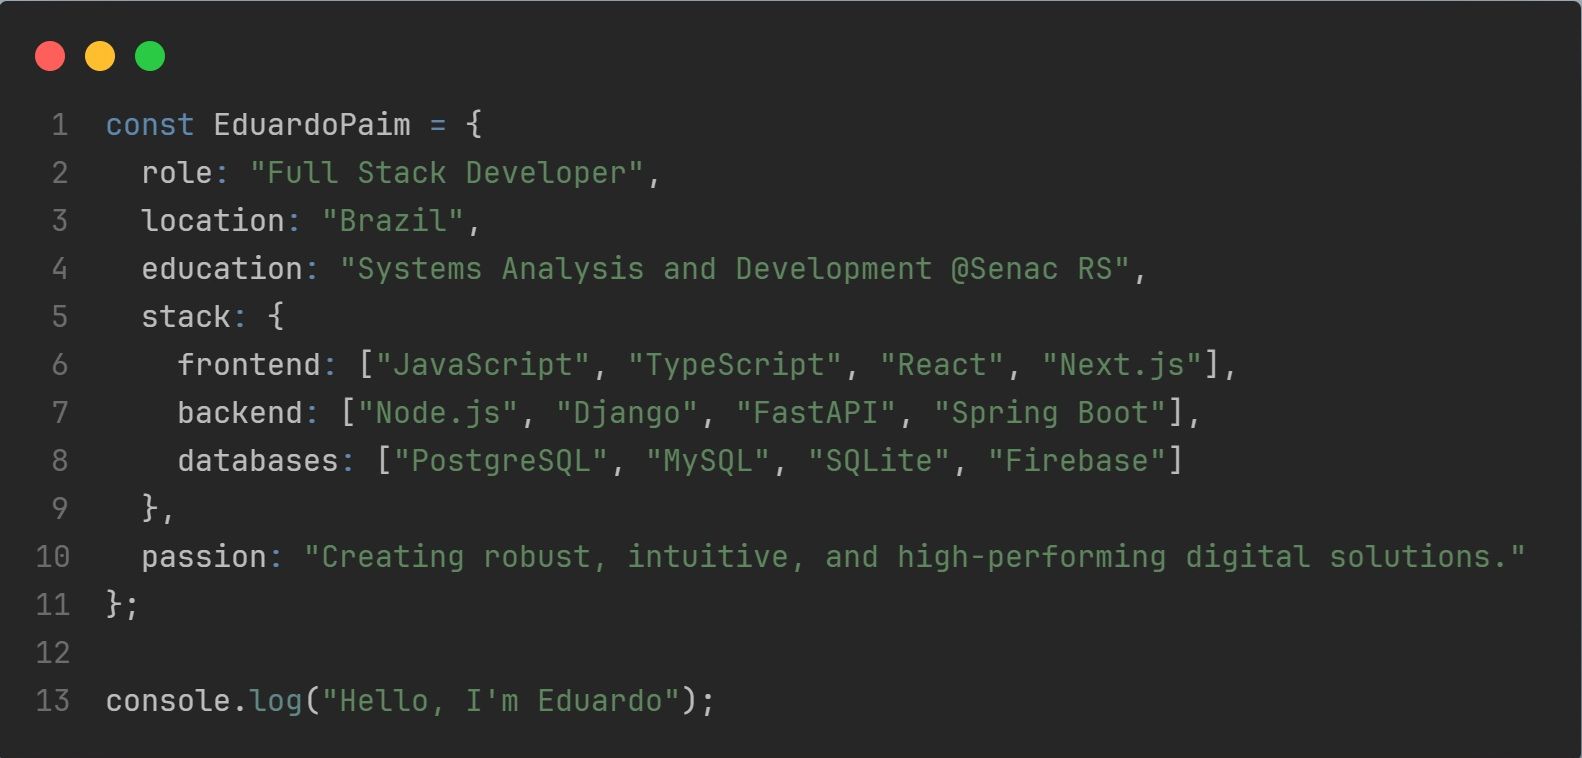 1 const EduardoPaim = {
2   role: "Full Stack Developer",
3   location: "Brazil",
4   education: "Systems Analysis and Development @Senac RS",
5   stack: {
6     frontend: ["JavaScript", "TypeScript", "React", "Next.js"],
7     backend: ["Node.js", "Django", "FastAPI", "Spring Boot"],
8     databases: ["PostgreSQL", "MySQL", "SQLite", "Firebase"]
9   },
10   passion: "Creating robust, intuitive, and high-performing digital solutions."
11 };
12
13 console.log("Hello, I'm Eduardo");